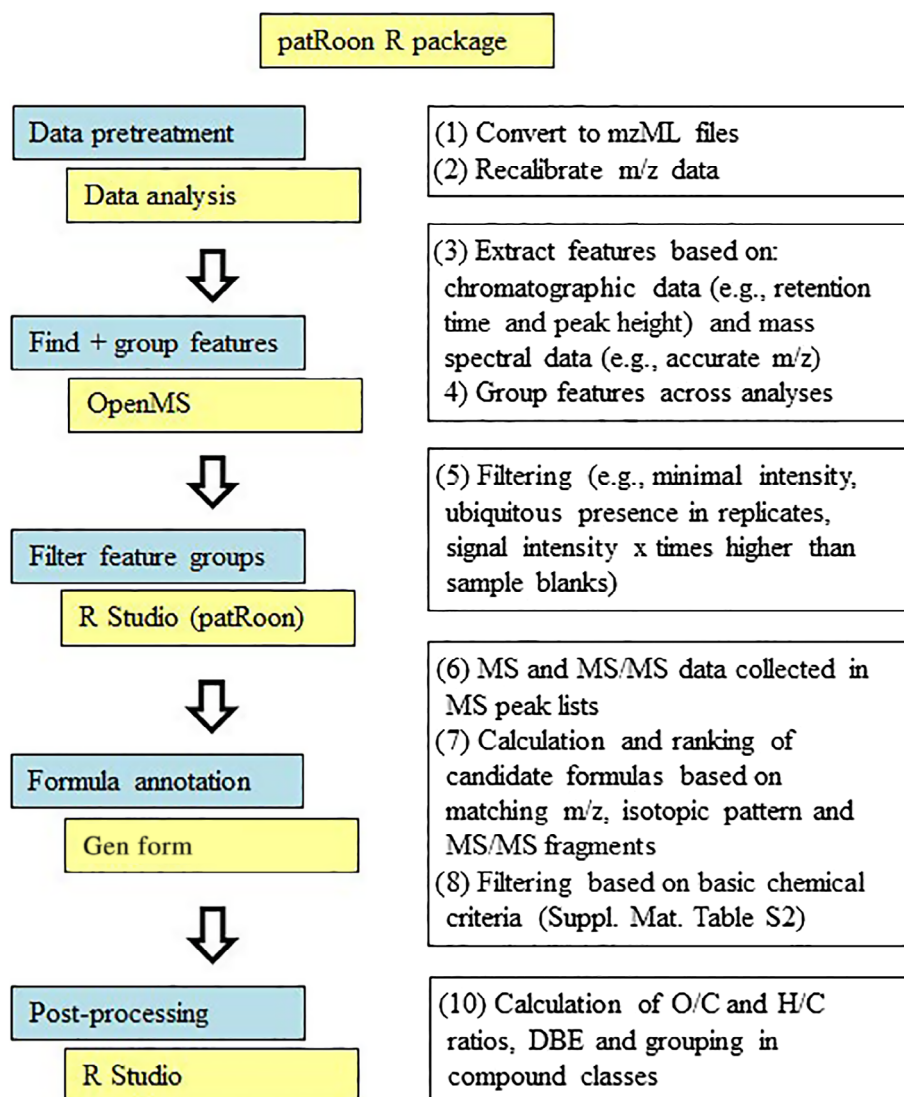 patRoon R package
Data pretreatment
Data analysis
(1) Convert to mzML files
(2) Recalibrate m/z data
Find + group features
OpenMS
(3) Extract features based on:
chromatographic data (e.g., retention
time and peak height) and mass
spectral data (e.g., accurate m/z)
4) Group features across analyses
Filter feature groups
R Studio (patRoon)
(5) Filtering (e.g., minimal intensity,
ubiquitous presence in replicates,
signal intensity x times higher than
sample blanks)
Formula annotation
Gen form
(6) MS and MS/MS data collected in
MS peak lists
(7) Calculation and ranking of
candidate formulas based on
matching m/z, isotopic pattern and
MS/MS fragments
(8) Filtering based on basic chemical
criteria (Suppl. Mat. Table S2)
Post-processing
R Studio
(10) Calculation of O/C and H/C
ratios, DBE and grouping in
compound classes